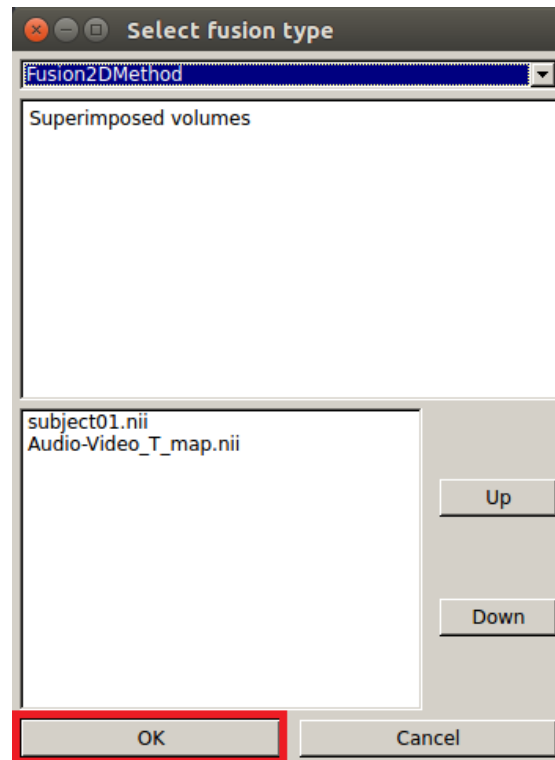 Select fusion type
Fusion2DMethod
Superimposed volumes
subject01.nii
Audio-Video_T_map.nii
Up
Down
OK
Cancel